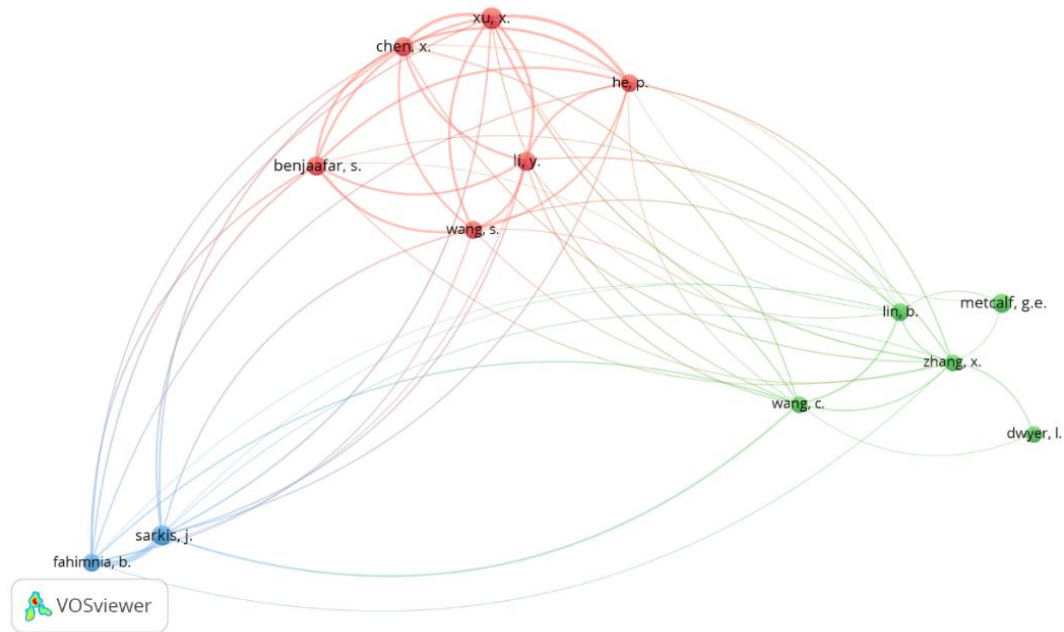 xu, x.
chen, x.
he, p.
benjaafar, s.
li, y.
wang, s.
metcalf, g.e.
lin, b.
zhang, x.
wang, c.
dwyer, l.
sarkis, j.
fahimnia, b.
VOSviewer